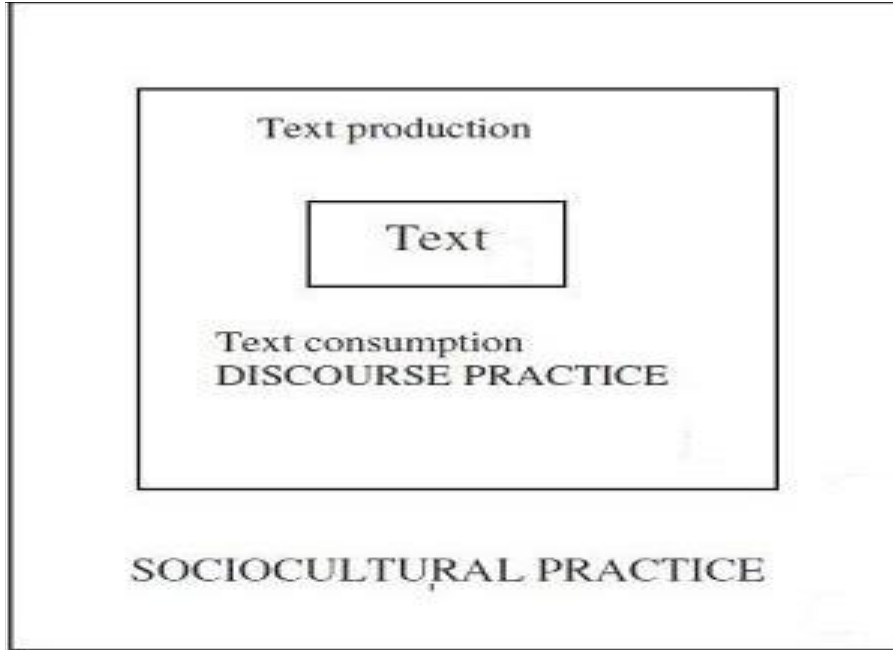 Text production
Text
Text consumption
DISCOURSE PRACTICE
SOCIOCULTURAL PRACTICE